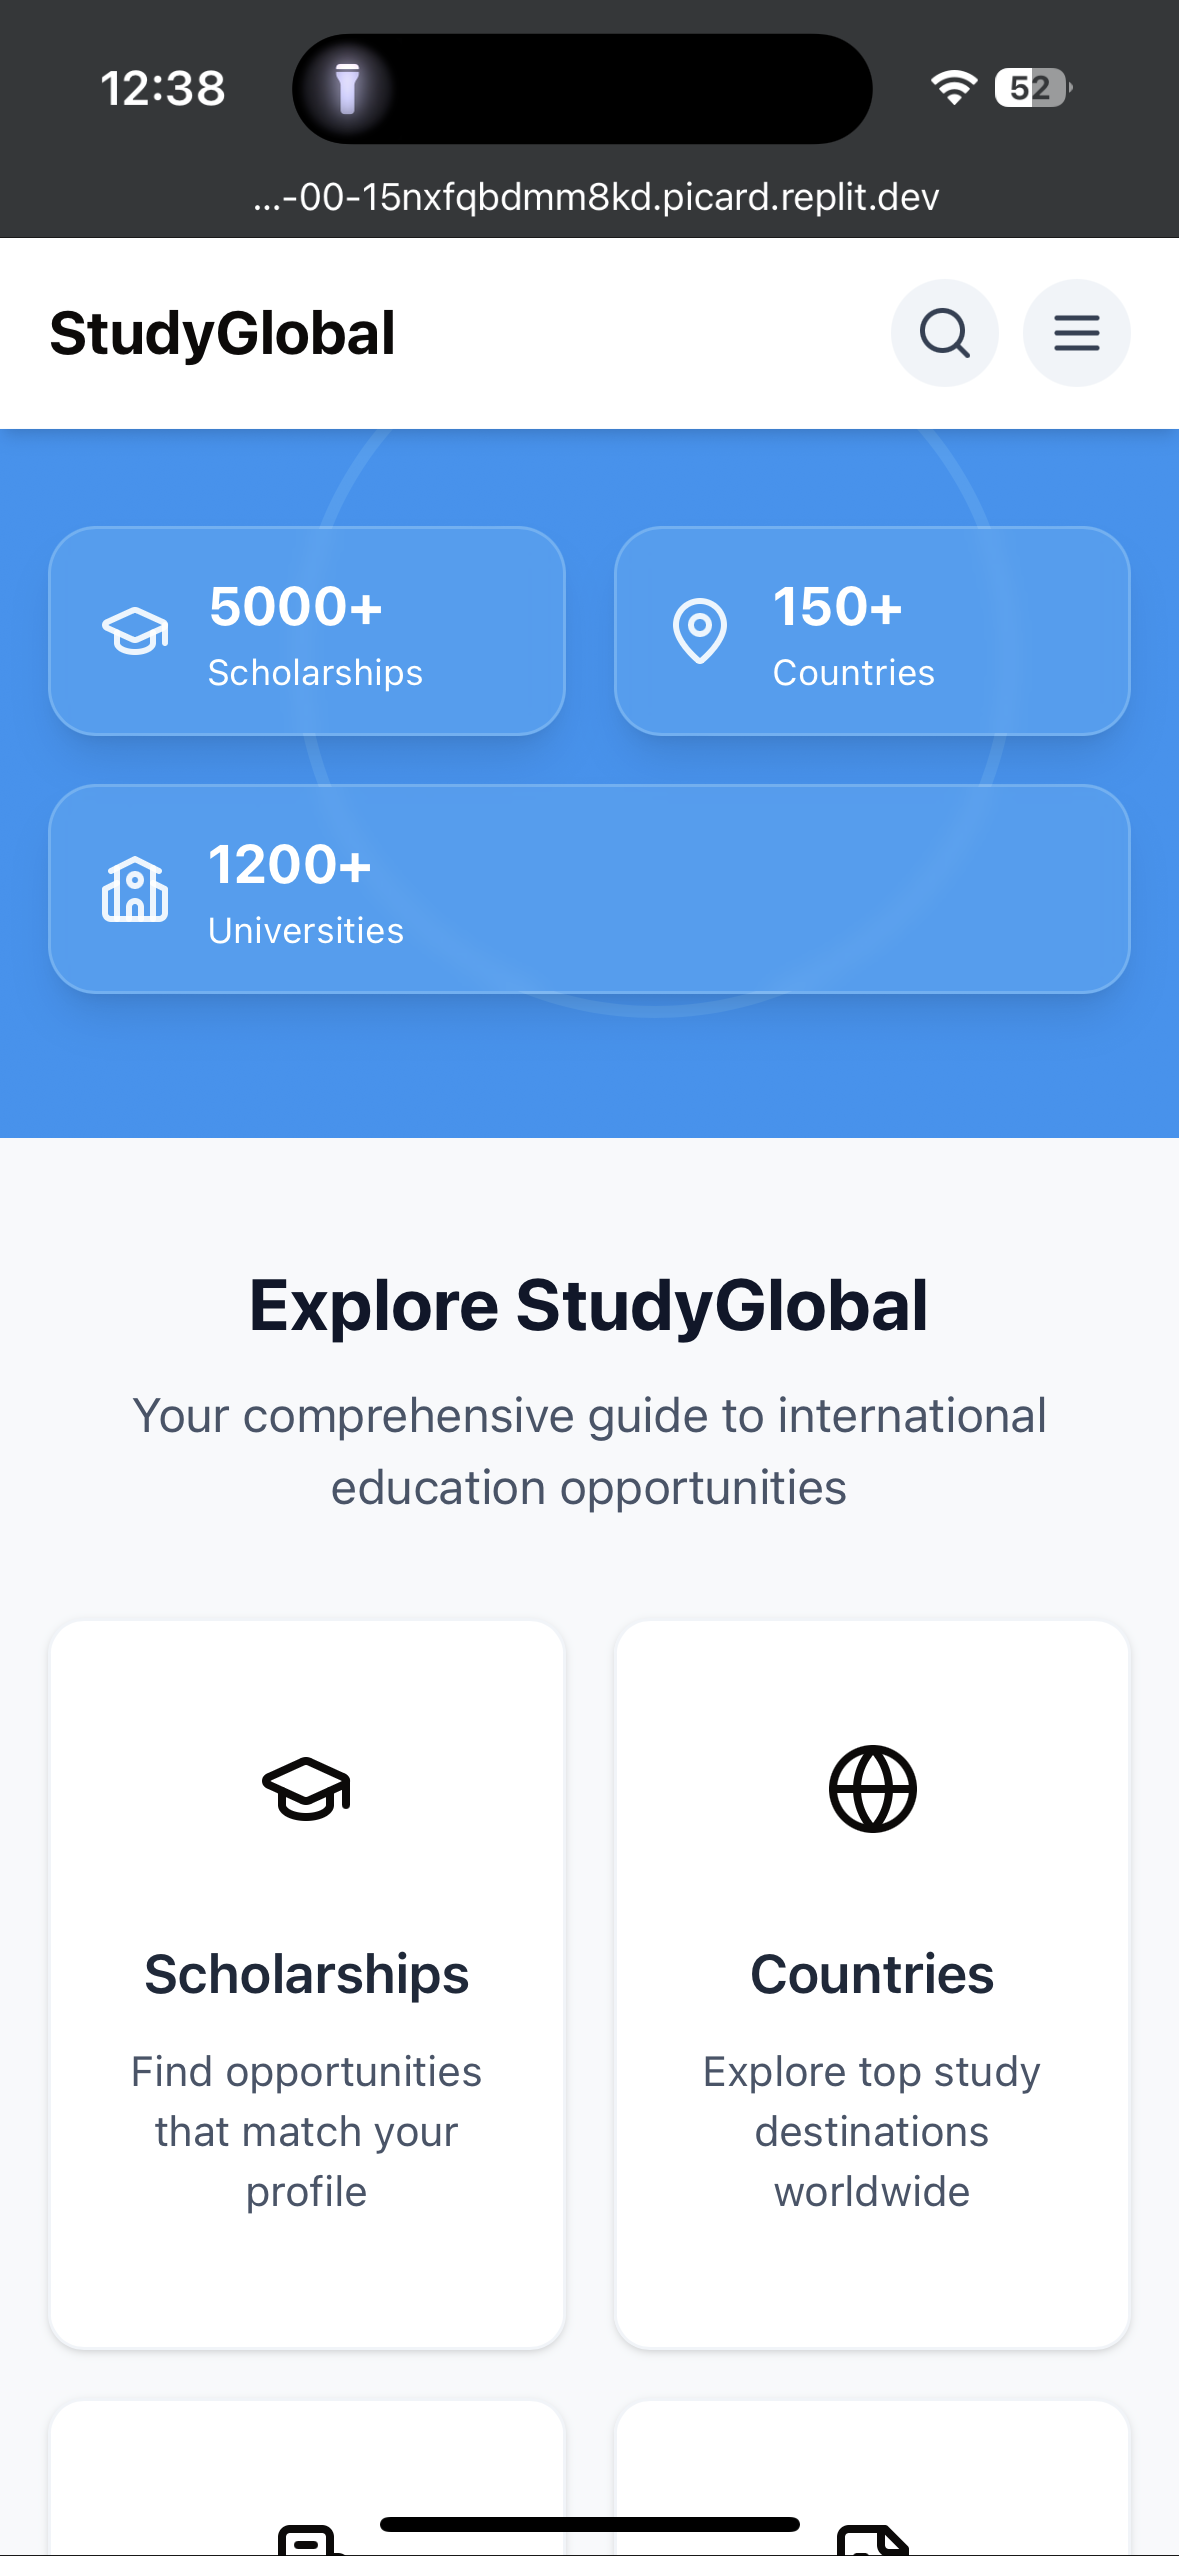 12:38
52
...-00-15nxfqbdmm8kd.picard.replit.dev
StudyGlobal
5000+
Scholarships
150+
Countries
1200+
Universities
Explore StudyGlobal
Your comprehensive guide to international
education opportunities
Scholarships
Find opportunities
that match your
profile
Countries
Explore top study
destinations
worldwide